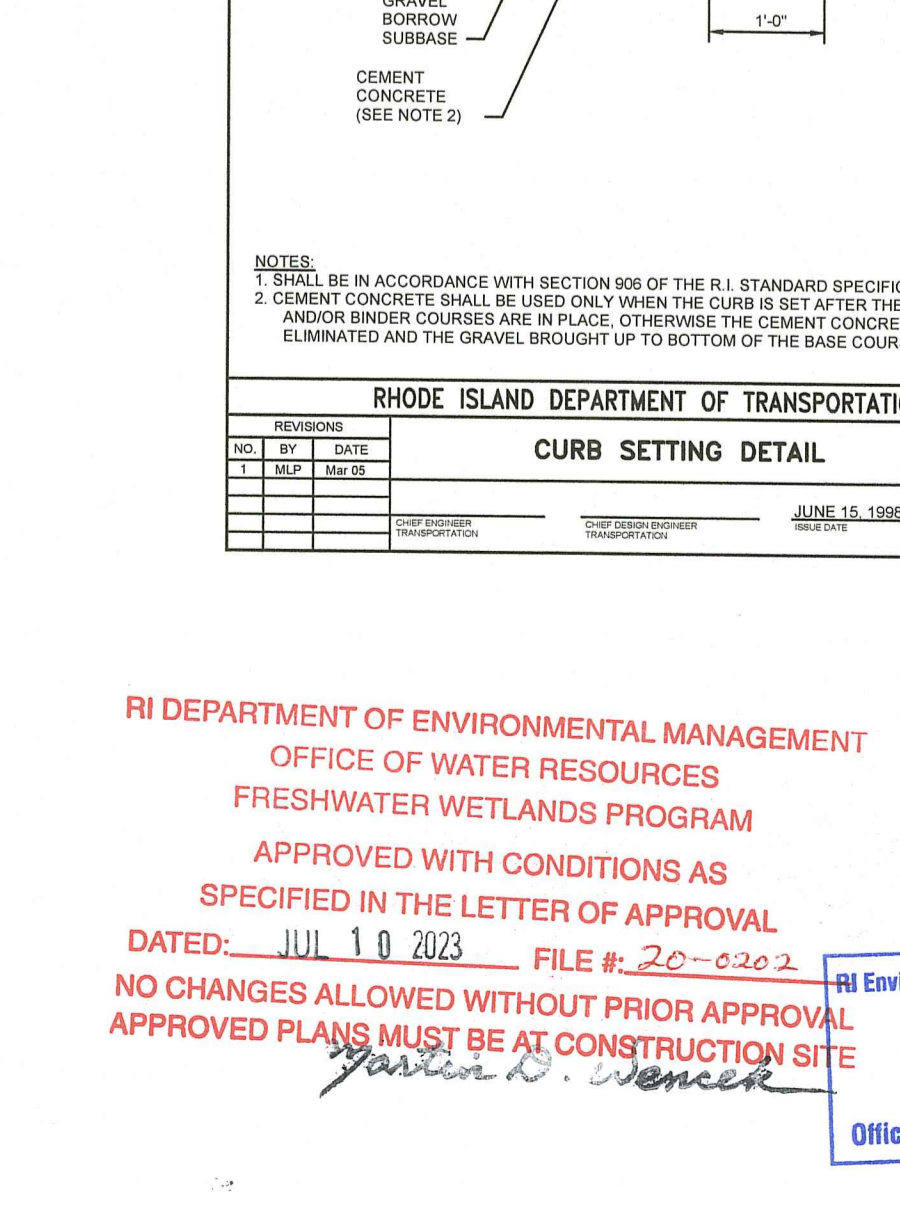 GRAVEL
BORROW
SUBBASE
1'-0"
CEMENT
CONCRETE
(SEE NOTE 2)
NOTES:
1. SHALL BE IN ACCORDANCE WITH SECTION 906 OF THE R.I. STANDARD
2. CEMENT CONCRETE SHALL BE USED ONLY WHEN THE CURB IS SET AFTER THE
AND/OR BINDER COURSES ARE IN PLACE, OTHERWISE THE CEMENT
ELIMINATED AND THE GRAVEL BROUGHT UP TO BOTTOM OF THE BASE
RHODE ISLAND DEPARTMENT OF
REVISIONS
NO. BY DATE
1 MLP Mar 05
CURB SETTING DETAIL
CHIEF ENGINEER
TRANSPORTATION
CHIEF DESIGN ENGINEER
TRANSPORTATION
JUNE 15, 1998
ISSUE DATE
RI DEPARTMENT OF ENVIRONMENTAL MANAGEMENT
OFFICE OF WATER RESOURCES
FRESHWATER WETLANDS PROGRAM
APPROVED WITH CONDITIONS AS
SPECIFIED IN THE LETTER OF APPROVAL
DATED: JUL 10 2023 FILE #: 20-0202
NO CHANGES ALLOWED WITHOUT PRIOR APPROVAL
APPROVED PLANS MUST BE AT CONSTRUCTION SITE
Martin D. Wencek
RI